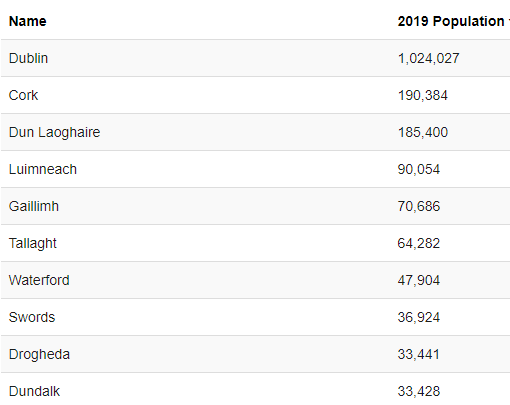 Name 2019 Population
Dublin 1,024,027
Cork 190,384
Dun Laoghaire 185,400
Luimneach 90,054
Gaillimh 70,686
Tallaght 64,282
Waterford 47,904
Swords 36,924
Drogheda 33,441
Dundalk 33,428